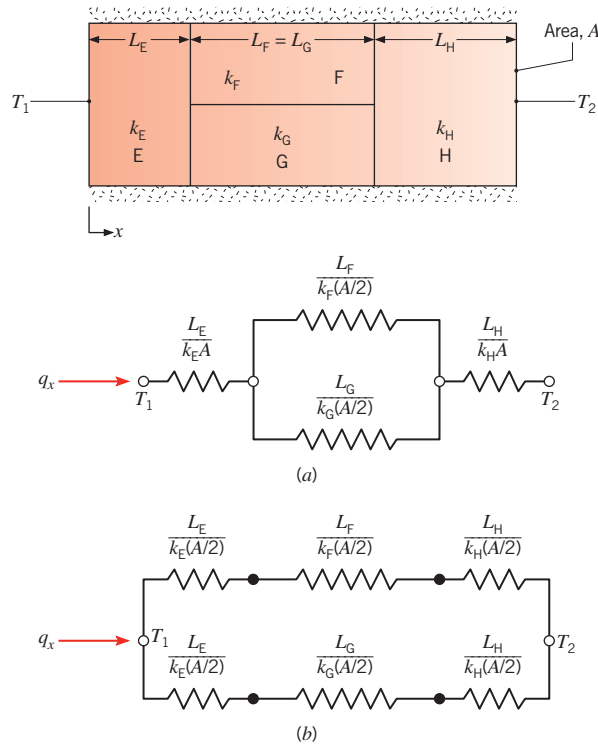 L_E L_F = L_G L_H Area, A
k_F F
T_1 T_2
k_E k_G k_H
E G H
x
L_F
k_F(A/2)
L_E L_H
k_EA k_HA
q_x T_1 T_2
L_G
k_G(A/2)
(a)
L_E L_F L_H
k_E(A/2) k_F(A/2) k_H(A/2)
q_x T_1 T_2
L_E L_G L_H
k_E(A/2) k_G(A/2) k_H(A/2)
(b)